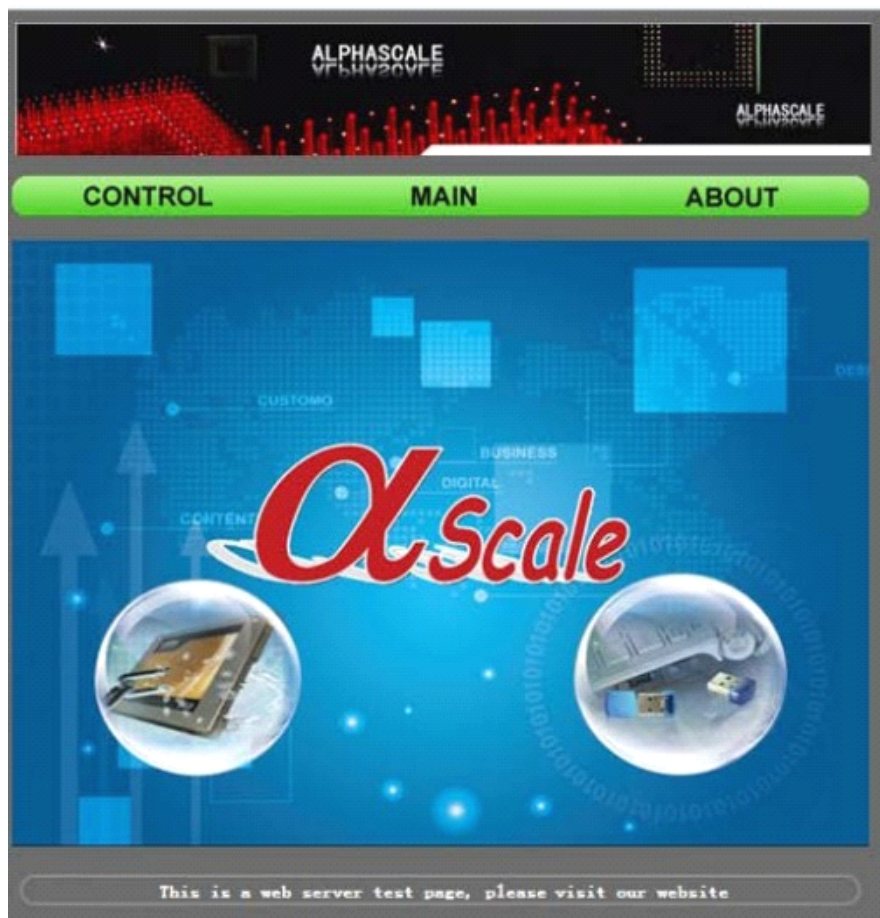 ALPHASCALE
ALPHASCALE
CONTROL MAIN ABOUT
CUSTOMO
BUSINESS
DIGITAL
CONTENT
α Scale
This is a web server test page, please visit our website